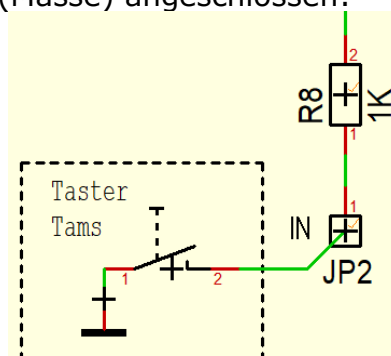 (Masse) angeschlossen?
2
R8
1K
1
Taster
Tams
1
IN
JP2
1
2